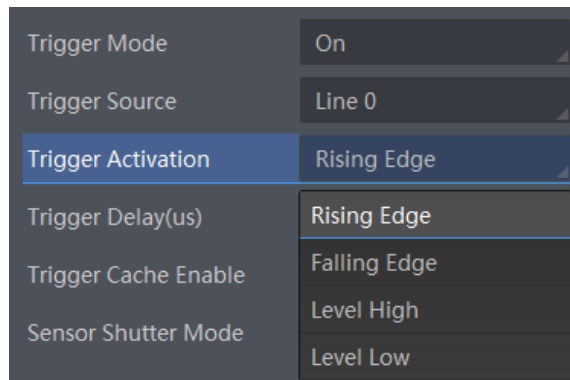 Trigger Mode On
Trigger Source Line 0
Trigger Activation Rising Edge
Trigger Delay(us) Rising Edge
Trigger Cache Enable Falling Edge
Level High
Sensor Shutter Mode
Level Low